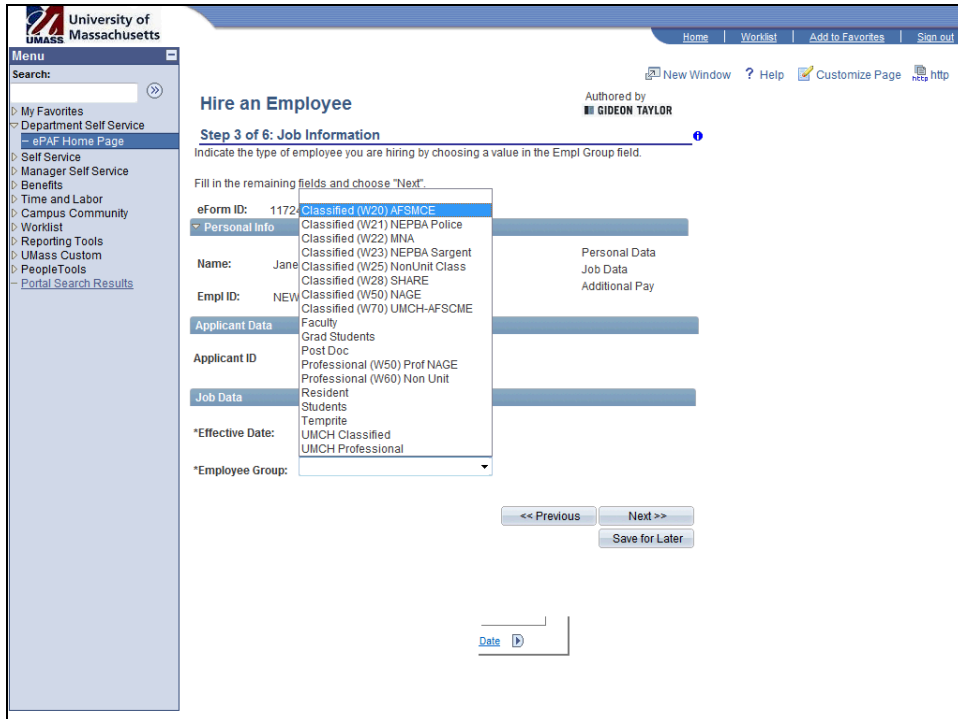 University of
UMASS Massachusetts
Home | Worklist | Add to Favorites | Sign out
Menu
Search:
My Favorites
Department Self Service
– ePAF Home Page
Self Service
Manager Self Service
Benefits
Time and Labor
Campus Community
Worklist
Reporting Tools
UMass Custom
PeopleTools
– Portal Search Results
New Window ? Help Customize Page http
Hire an Employee
Authored by
GIDEON TAYLOR
Step 3 of 6: Job Information
Indicate the type of employee you are hiring by choosing a value in the Empl Group field.
Fill in the remaining fields and choose "Next".
eForm ID: 1172
Classified (W20) AFSMCE
Classified (W21) NEPBA Police
Classified (W22) MNA
Classified (W23) NEPBA Sargent
Classified (W25) NonUnit Class
Classified (W28) SHARE
Classified (W50) NAGE
Classified (W70) UMCH-AFSCME
Faculty
Grad Students
Post Doc
Professional (W50) Prof NAGE
Professional (W60) Non Unit
Resident
Students
Temprite
UMCH Classified
UMCH Professional
Personal Info
Name: Jane
Empl ID: NEW
Personal Data
Job Data
Additional Pay
Applicant Data
Applicant ID
Job Data
*Effective Date:
*Employee Group:
<< Previous Next >>
Save for Later
Date